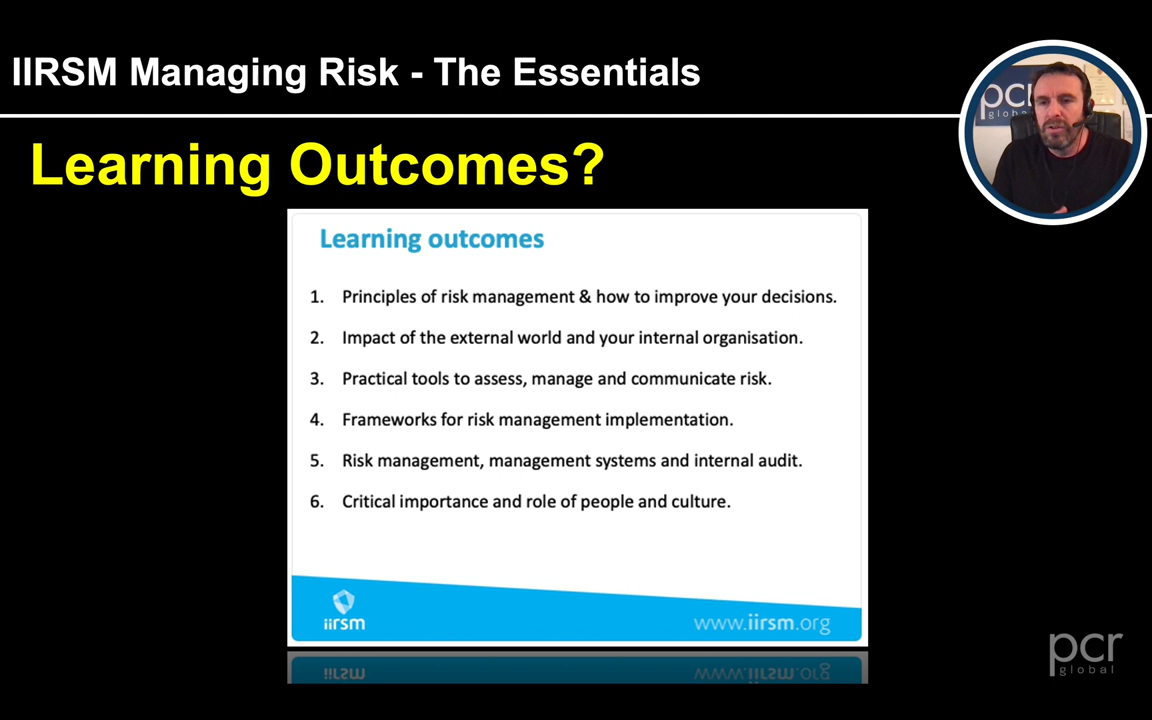 IIRSM Managing Risk - The Essentials
pcr
global
Learning Outcomes?
Learning outcomes
1. Principles of risk management & how to improve your decisions.
2. Impact of the external world and your internal organisation.
3. Practical tools to assess, manage and communicate risk.
4. Frameworks for risk management implementation.
5. Risk management, management systems and internal audit.
6. Critical importance and role of people and culture.
iirsm
www.iirsm.org
pcr
global